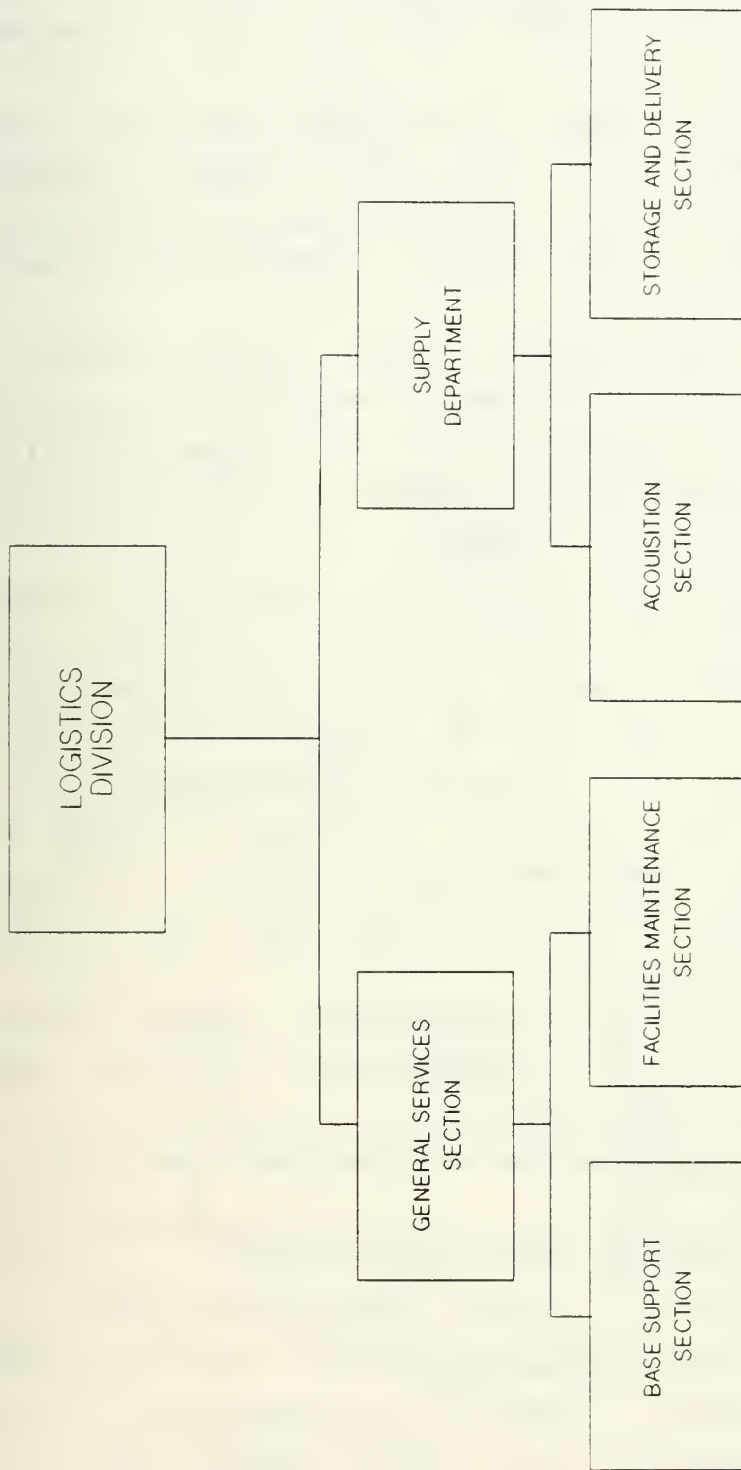 LOGISTICS
DIVISION
GENERAL SERVICES
SECTION
SUPPLY
DEPARTMENT
BASE SUPPORT
SECTION
FACILITIES MAINTENANCE
SECTION
ACQUISITION
SECTION
STORAGE AND DELIVERY
SECTION